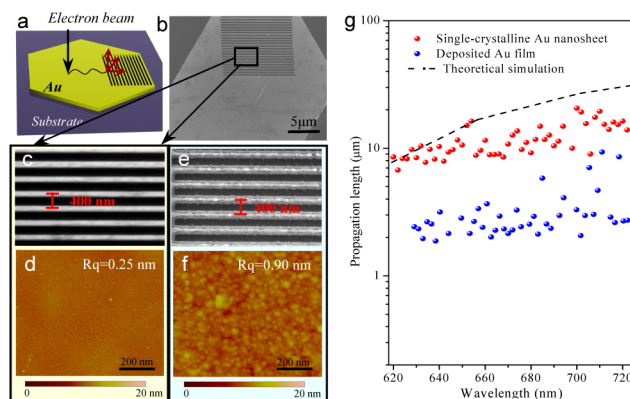 a
Electron beam
Au
Substrate
b
5μm
c
400 nm
e
400 nm
d
Rq=0.25 nm
200 nm
f
Rq=0.90 nm
200 nm
0
20 nm
0
20 nm
g
Single-crystalline Au nanosheet
Deposited Au film
Theoretical simulation
100
10
1
Propagation length (μm)
620
640
660
680
700
720
Wavelength (nm)